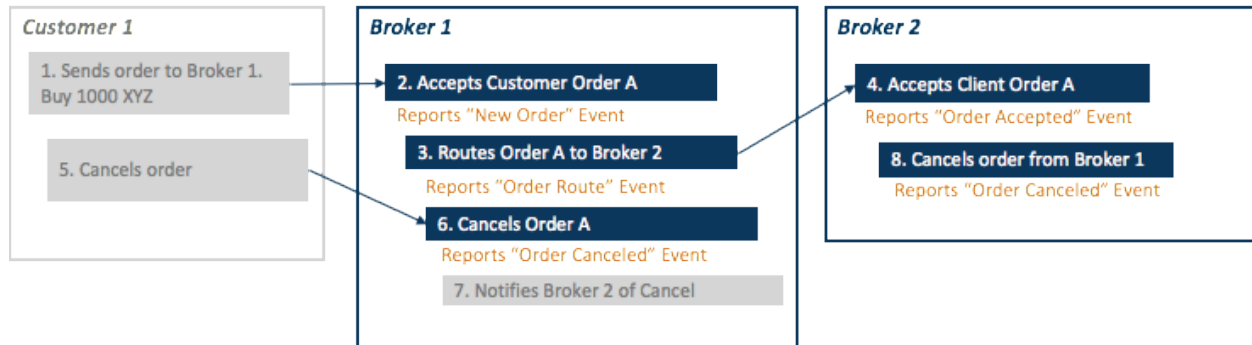 Customer 1
1. Sends order to Broker 1.
Buy 1000 XYZ
5. Cancels order
Broker 1
2. Accepts Customer Order A
Reports "New Order" Event
3. Routes Order A to Broker 2
Reports "Order Route" Event
6. Cancels Order A
Reports "Order Canceled" Event
7. Notifies Broker 2 of Cancel
Broker 2
4. Accepts Client Order A
Reports "Order Accepted" Event
8. Cancels order from Broker 1
Reports "Order Canceled" Event